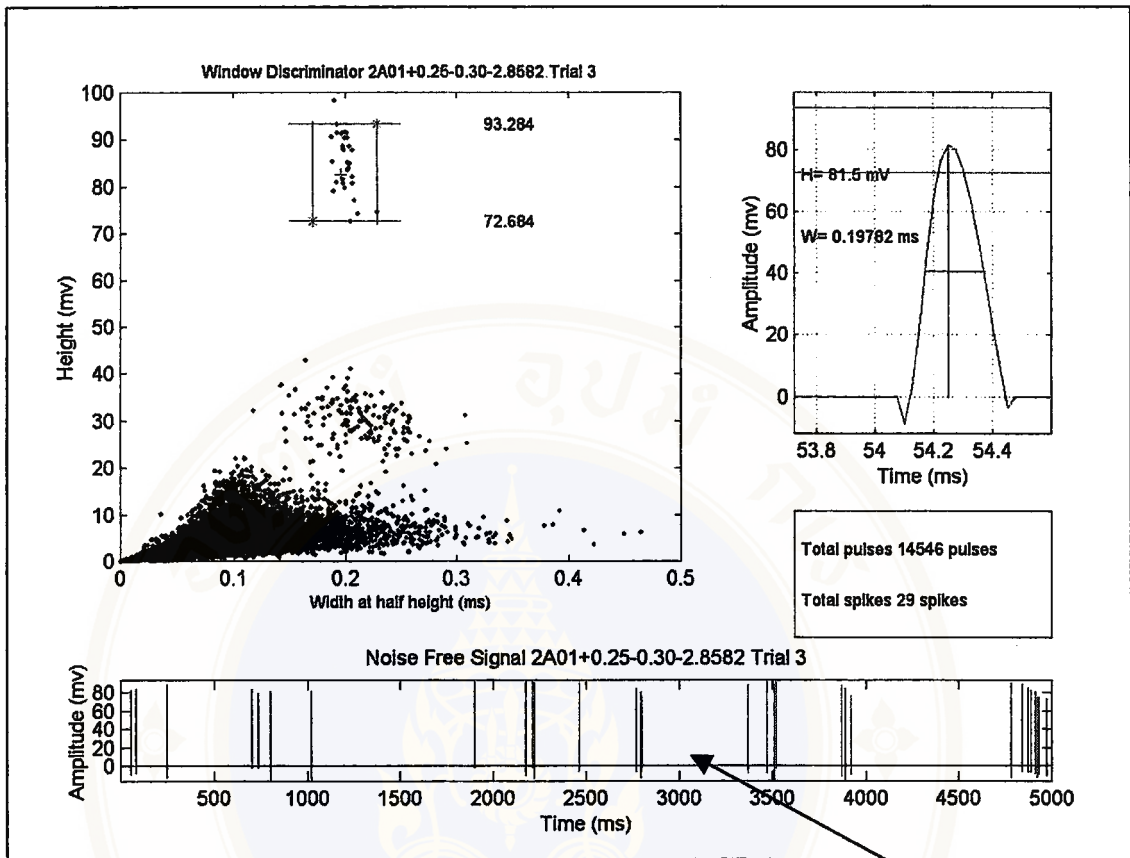 Window Discriminator 2A01+0.25-0.30-2.8582.Trial 3
100
90
80
70
60
50
40
30
20
10
0
Height (mv)
93.284
72.684
0 0.1 0.2 0.3 0.4 0.5
Width at half height (ms)
80
60
40
20
0
Amplitude (mv)
H= 81.5 mV
W= 0.19782 ms
53.8 54 54.2 54.4
Time (ms)
Total pulses 14546 pulses
Total spikes 29 spikes
Noise Free Signal 2A01+0.25-0.30-2.8582 Trial 3
80
60
40
20
0
Amplitude (mv)
500 1000 1500 2000 2500 3000 3500 4000 4500 5000
Time (ms)